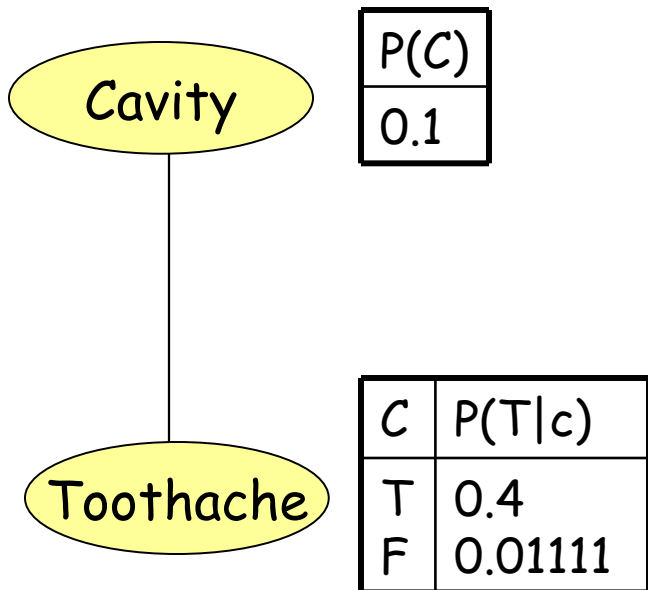 Cavity
P(C)
0.1
Toothache
C P(T|c)
T 0.4
F 0.01111